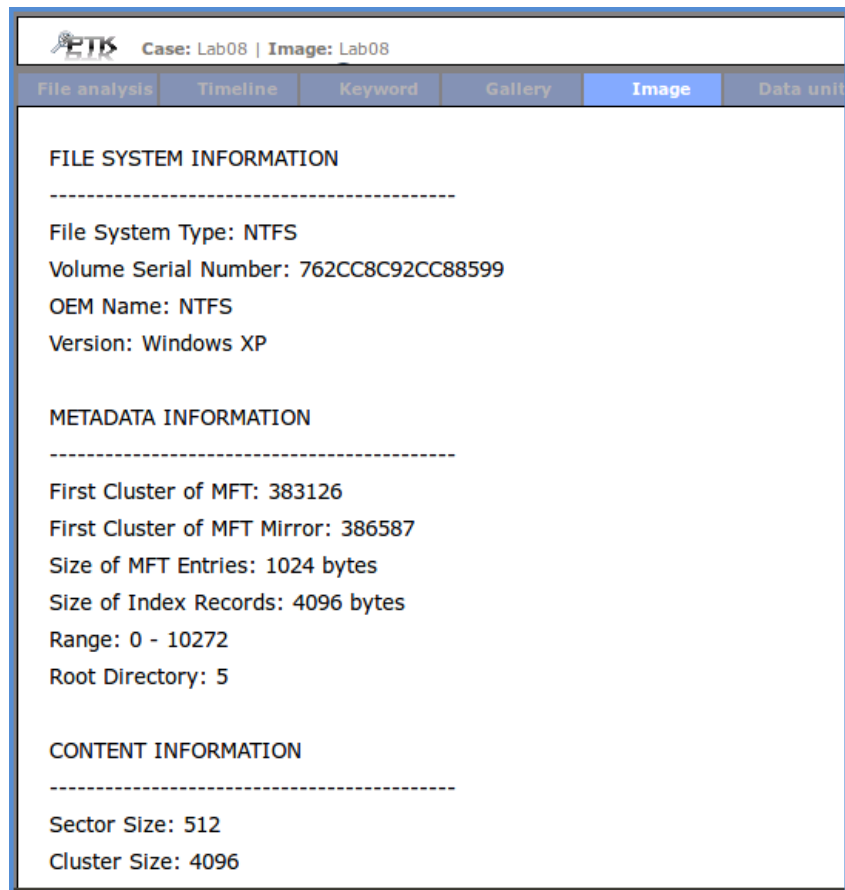 PTK Case: Lab08 | Image: Lab08
File analysis Timeline Keyword Gallery Image Data unit
FILE SYSTEM INFORMATION
--------------------------------------------
File System Type: NTFS
Volume Serial Number: 762CC8C92CC88599
OEM Name: NTFS
Version: Windows XP
METADATA INFORMATION
--------------------------------------------
First Cluster of MFT: 383126
First Cluster of MFT Mirror: 386587
Size of MFT Entries: 1024 bytes
Size of Index Records: 4096 bytes
Range: 0 - 10272
Root Directory: 5
CONTENT INFORMATION
--------------------------------------------
Sector Size: 512
Cluster Size: 4096